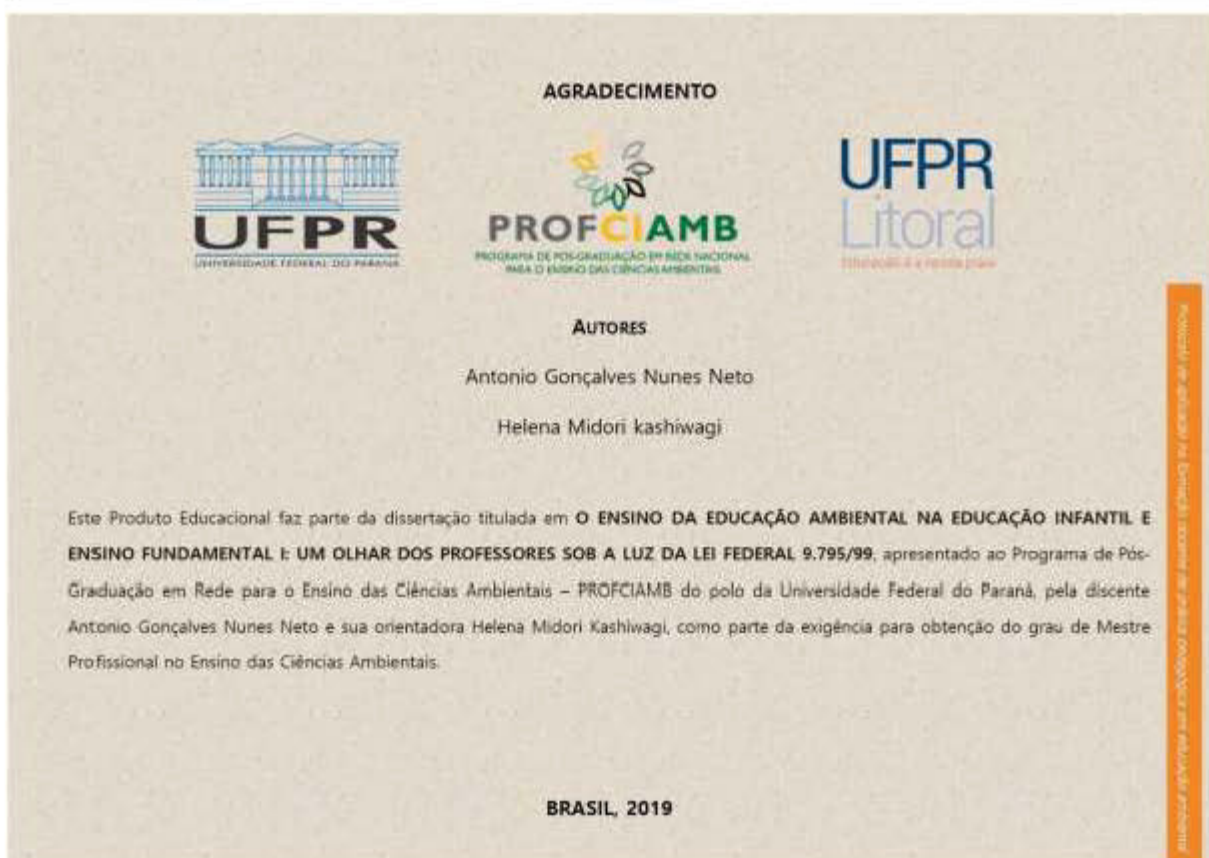 AGRADECIMENTO
UFPR
UNIVERSIDADE FEDERAL DO PARANÁ
PROFCIAMB
PROGRAMA DE PÓS-GRADUAÇÃO EM REDE NACIONAL
PARA O ENSINO DAS CIÊNCIAS AMBIENTAIS
UFPR
Litoral
AUTORES
Antonio Gonçalves Nunes Neto
Helena Midori kashiwagi
Este Produto Educacional faz parte da dissertação titulada em O ENSINO DA EDUCAÇÃO AMBIENTAL NA EDUCAÇÃO INFANTIL E
ENSINO FUNDAMENTAL I: UM OLHAR DOS PROFESSORES SOB A LUZ DA LEI FEDERAL 9.795/99, apresentado ao Programa de Pós-
Graduação em Rede para o Ensino das Ciências Ambientais – PROFCIAMB do polo da Universidade Federal do Paraná, pela discente
Antonio Gonçalves Nunes Neto e sua orientadora Helena Midori Kashiwagi, como parte da exigência para obtenção do grau de Mestre
Profissional no Ensino das Ciências Ambientais.
BRASIL, 2019